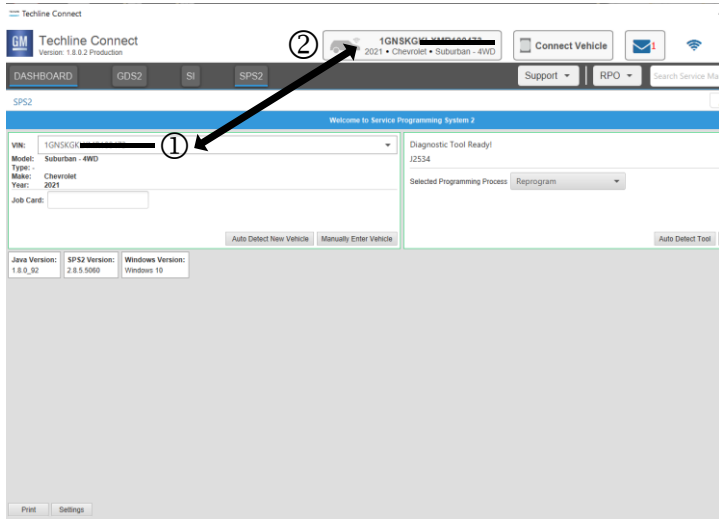 Techline Connect
GM
Techline Connect
Version: 1.8.0.2 Production
②
2021 • Chevrolet • Suburban - 4WD
Connect Vehicle
1
DASHBOARD GDS2 SI SPS2
Support RPO Search Service Ma
SPS2
Welcome to Service Programming System 2
VIN:
①
Model: Suburban - 4WD
Type: -
Make: Chevrolet
Year: 2021
Job Card:
Auto Detect New Vehicle Manually Enter Vehicle
Diagnostic Tool Ready!
J2534
Selected Programming Process Reprogram
Auto Detect Tool
Java Version: SPS2 Version: Windows Version:
1.8.0_92 2.8.5.5060 Windows 10
Print Settings